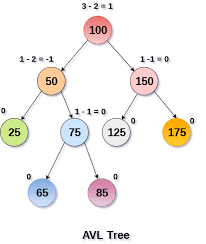 3 - 2 = 1
100
1 - 2 = -1
1 -1 = 0
50
150
0
1 - 1 = 0
0
0
25
75
125
175
0
0
65
85
AVL Tree